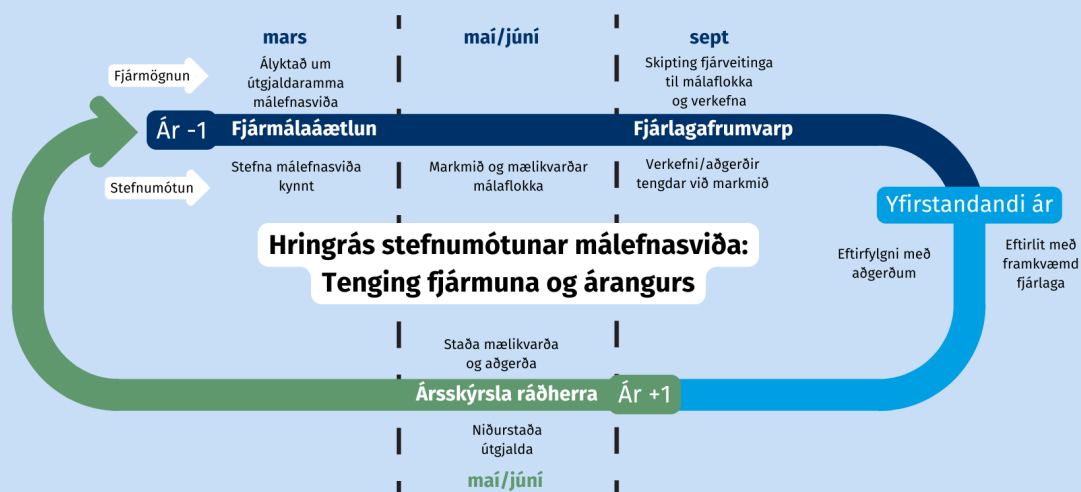 mars
maí/júní
sept
Fjármögnun
Ályktað um
útgjaldaramma
málefnasviða
Skipting fjárveitinga
til málaflokka
og verkefna
Ár -1
Fjármálaáætlun
Fjárlagafrumvarp
Stefnumótun
Stefna málefnasviða
kynnt
Markmið og mælikvarðar
málaflokka
Verkefni/aðgerðir
tengdar við markmið
Yfirstandandi ár
Hringrás stefnumótunar málefnasviða:
Tenging fjármuna og árangurs
Eftirfylgni með
aðgerðum
Eftirlit með
framkvæmd
fjárlaga
Staða mælikvarða
og aðgerða
Ársskýrsla ráðherra
Ár +1
Niðurstaða
útgjalda
maí/júní